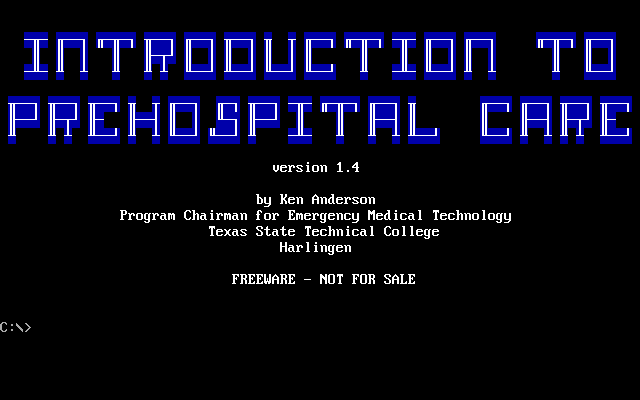 INTRODUCTION TO
PREHOSPITAL CARE
version 1.4
by Ken Anderson
Program Chairman for Emergency Medical Technology
Texas State Technical College
Harlingen
FREEWARE - NOT FOR SALE
C:\>